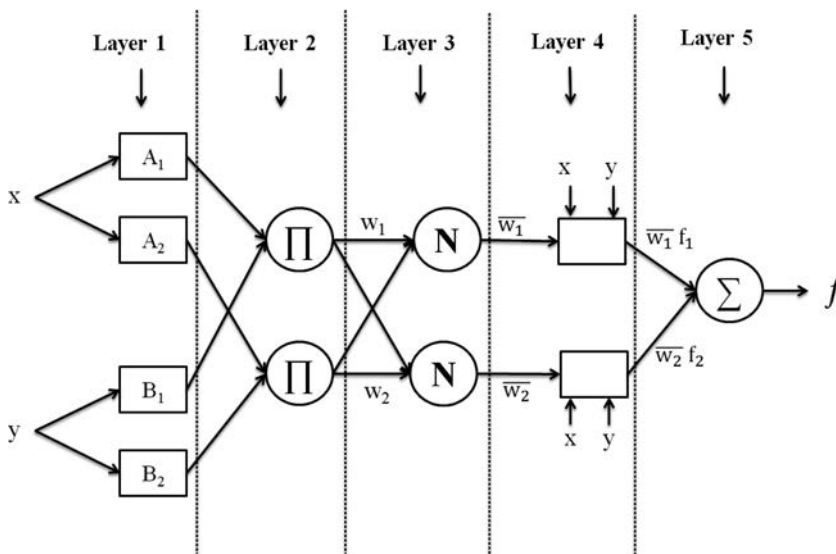 Layer 1 Layer 2 Layer 3 Layer 4 Layer 5
x y
A₁
x
w₁ w̅₁̅ w̅₁̅ f₁
A₂ ∏ N
∑ f
∏ N w̅₂̅ f₂
B₁ w₂ w̅₂̅
y x y
B₂